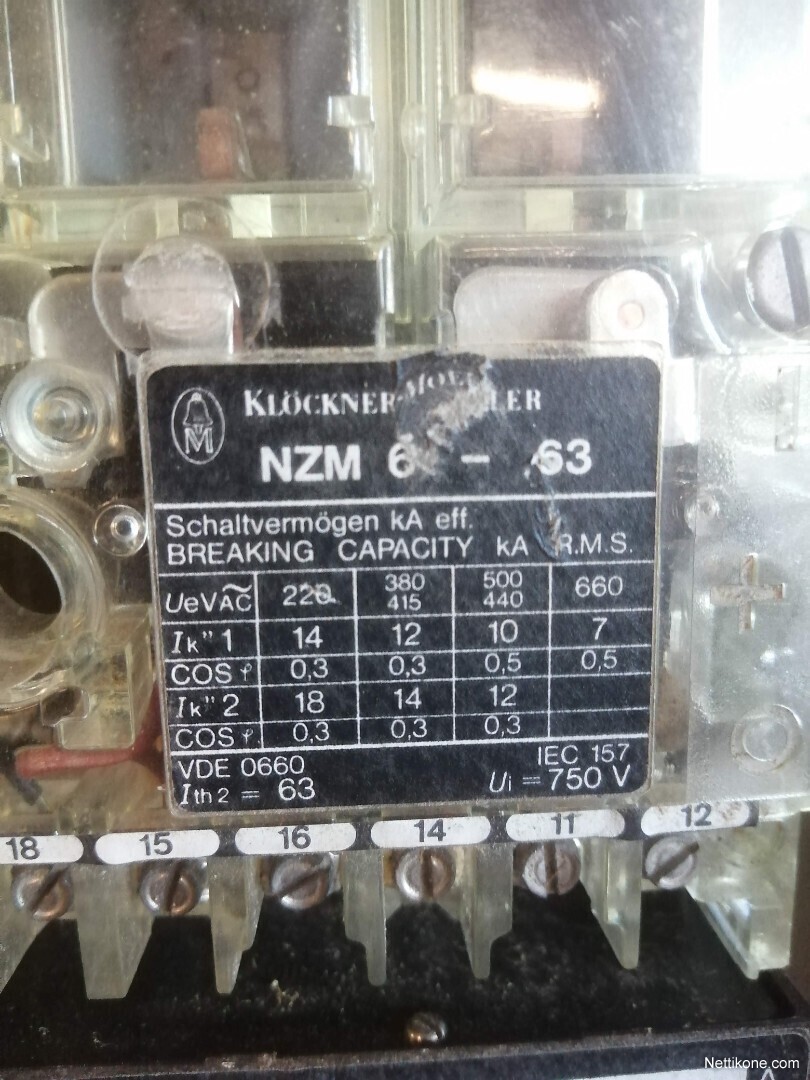 KLÖCKNER-MOELLER
M
NZM 6 - 63
Schaltvermögen kA eff.
BREAKING CAPACITY kA R.M.S.
UeVAC~ 220 380 415 500 440 660
Ik"1 14 12 10 7
COS φ 0,3 0,3 0,5 0,5
Ik"2 18 14 12
COS φ 0,3 0,3 0,3
VDE 0660 IEC 157
Ith2 = 63 Ui = 750 V
18 15 16 14 11 12
A
Nettikone.com